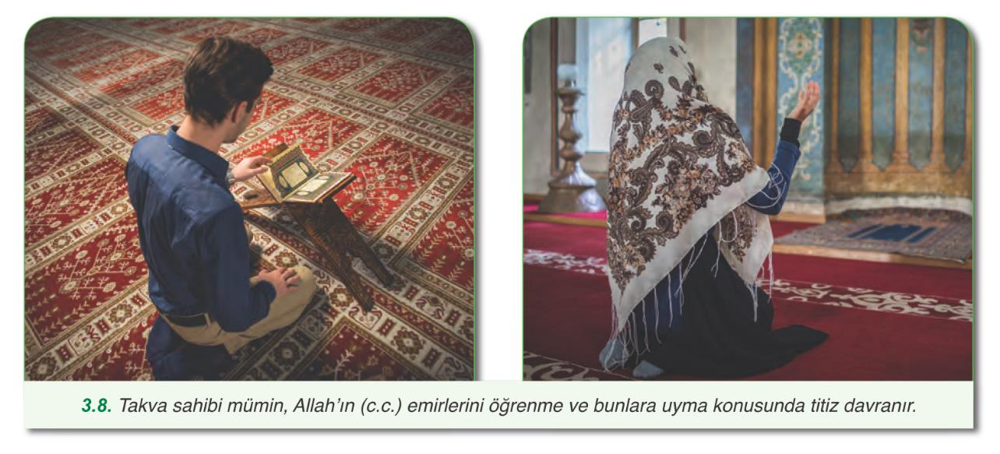 3.8. Takva sahibi mümin, Allah’ın (c.c.) emirlerini öğrenme ve bunlara uyma konusunda titiz davranır.